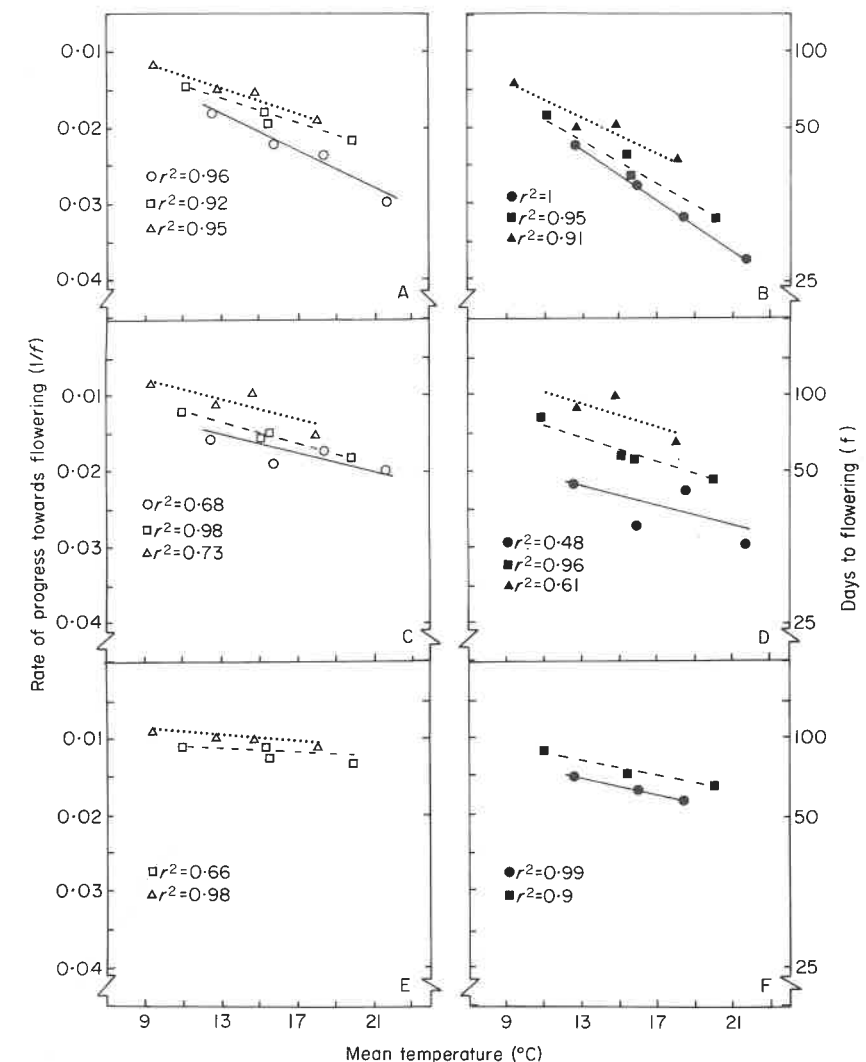 Rate of progress towards flowering (1/f)
0·01
0·02
0·03
0·04
○r²=0·96
□r²=0·92
△r²=0·95
A
●r²=1
■r²=0·95
▲r²=0·91
B
100
50
25
0·01
0·02
0·03
0·04
○r²=0·68
□r²=0·98
△r²=0·73
C
●r²=0·48
■r²=0·96
▲r²=0·61
D
100
50
25
0·01
0·02
0·03
0·04
□r²=0·66
△r²=0·98
E
●r²=0·99
■r²=0·9
F
100
50
25
Days to flowering (f)
9 13 17 21 9 13 17 21
Mean temperature (°C)